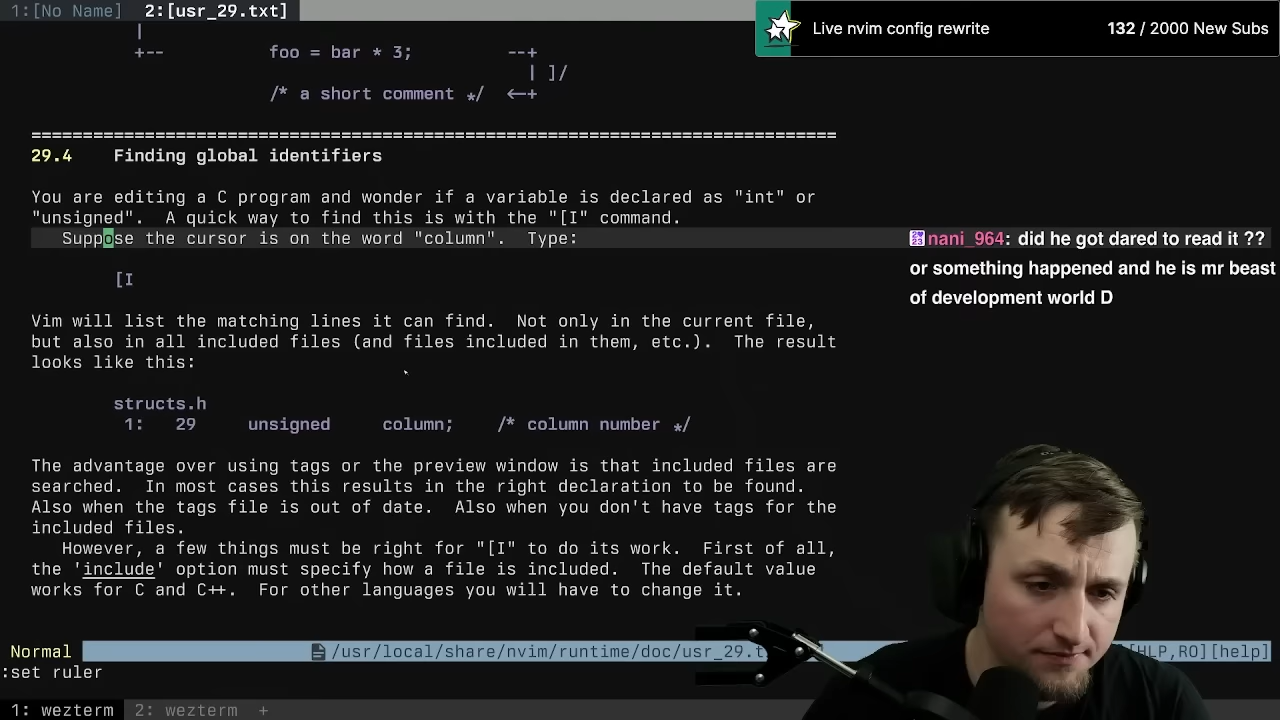 1:[No Name] 2:[usr_29.txt]
Live nvim config rewrite 132 / 2000 New Subs
|
+-- foo = bar * 3; --+
| ]/
/* a short comment */ <--+
==============================================================================
29.4 Finding global identifiers
You are editing a C program and wonder if a variable is declared as "int" or
"unsigned". A quick way to find this is with the "[I" command.
Suppose the cursor is on the word "column". Type:
nani_964: did he got dared to read it ??
or something happened and he is mr beast
of development world D
[I
Vim will list the matching lines it can find. Not only in the current file,
but also in all included files (and files included in them, etc.). The result
looks like this:
structs.h
1: 29 unsigned column; /* column number */
The advantage over using tags or the preview window is that included files are
searched. In most cases this results in the right declaration to be found.
Also when the tags file is out of date. Also when you don't have tags for the
included files.
However, a few things must be right for "[I" to do its work. First of all,
the 'include' option must specify how a file is included. The default value
works for C and C++. For other languages you will have to change it.
Normal /usr/local/share/nvim/runtime/doc/usr_29.t [HLP,RO][help]
:set ruler
1: wezterm 2: wezterm +